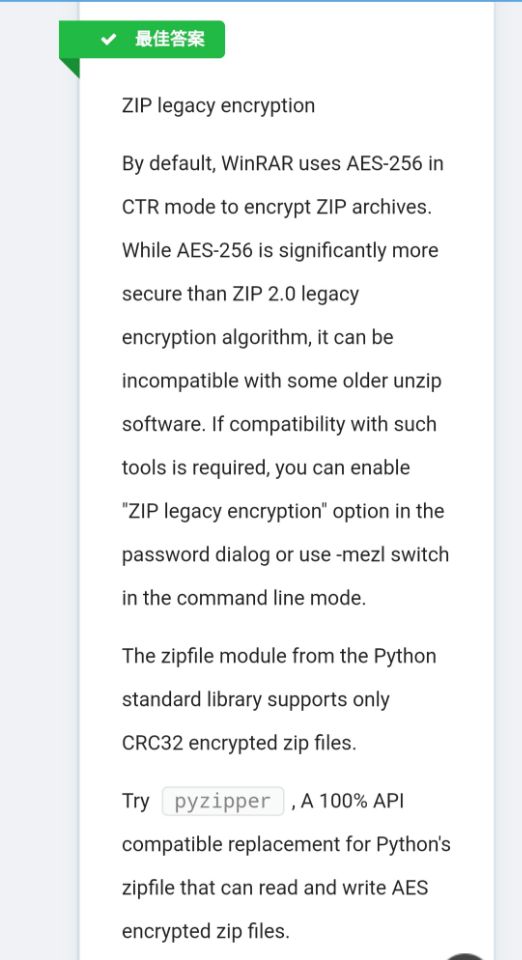 最佳答案
ZIP legacy encryption
By default, WinRAR uses AES-256 in
CTR mode to encrypt ZIP archives.
While AES-256 is significantly more
secure than ZIP 2.0 legacy
encryption algorithm, it can be
incompatible with some older unzip
software. If compatibility with such
tools is required, you can enable
"ZIP legacy encryption" option in the
password dialog or use -mezl switch
in the command line mode.
The zipfile module from the Python
standard library supports only
CRC32 encrypted zip files.
Try pyzipper , A 100% API
compatible replacement for Python's
zipfile that can read and write AES
encrypted zip files.